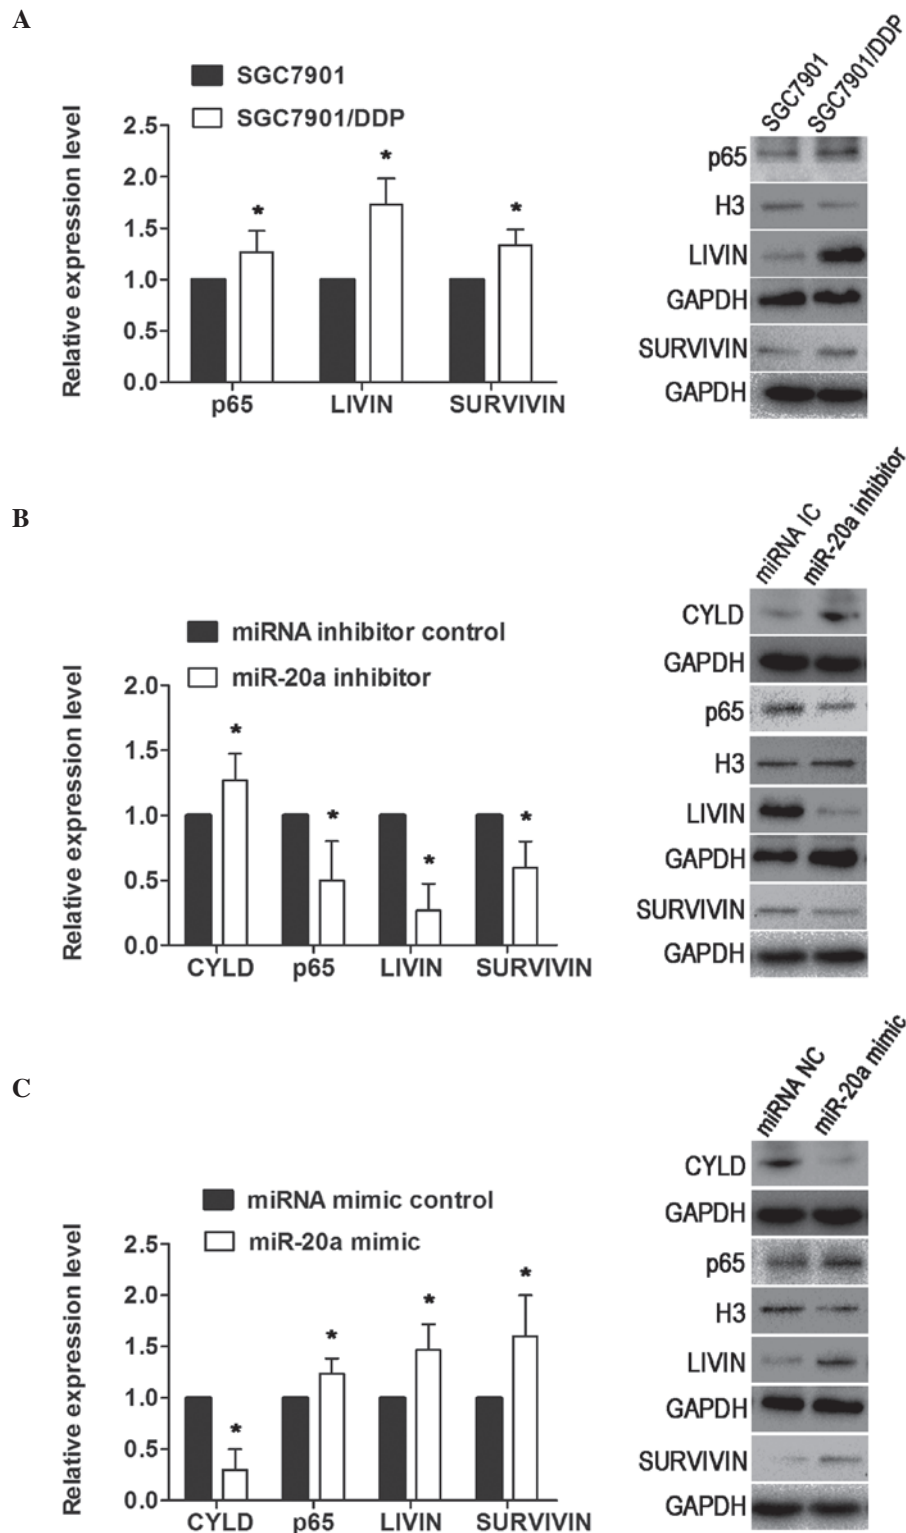 A
SGC7901
SGC7901/DDP
Relative expression level
2.5
2.0
1.5
1.0
0.5
0.0
*
*
*
p65
LIVIN
SURVIVIN
SGC7901
SGC7901/DDP
p65
H3
LIVIN
GAPDH
SURVIVIN
GAPDH
B
miRNA inhibitor control
miR-20a inhibitor
Relative expression level
2.0
1.5
1.0
0.5
0.0
*
*
*
*
CYLD
p65
LIVIN
SURVIVIN
miRNA IC
miR-20a inhibitor
CYLD
GAPDH
p65
H3
LIVIN
GAPDH
SURVIVIN
GAPDH
C
miRNA mimic control
miR-20a mimic
Relative expression level
2.5
2.0
1.5
1.0
0.5
0.0
*
*
*
*
CYLD
p65
LIVIN
SURVIVIN
miRNA NC
miR-20a mimic
CYLD
GAPDH
p65
H3
LIVIN
GAPDH
SURVIVIN
GAPDH